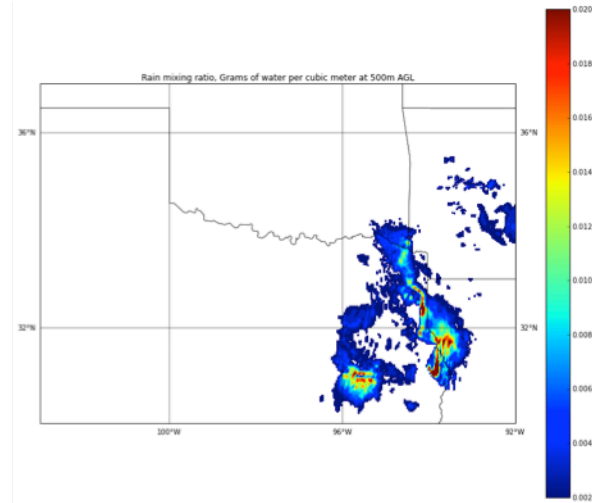 Rain mixing ratio, Grams of water per cubic meter at 500m AGL
0.020
0.018
0.016
0.014
0.012
0.010
0.008
0.006
0.004
0.002
36°N
36°N
32°N
32°N
100°W
96°W
92°W